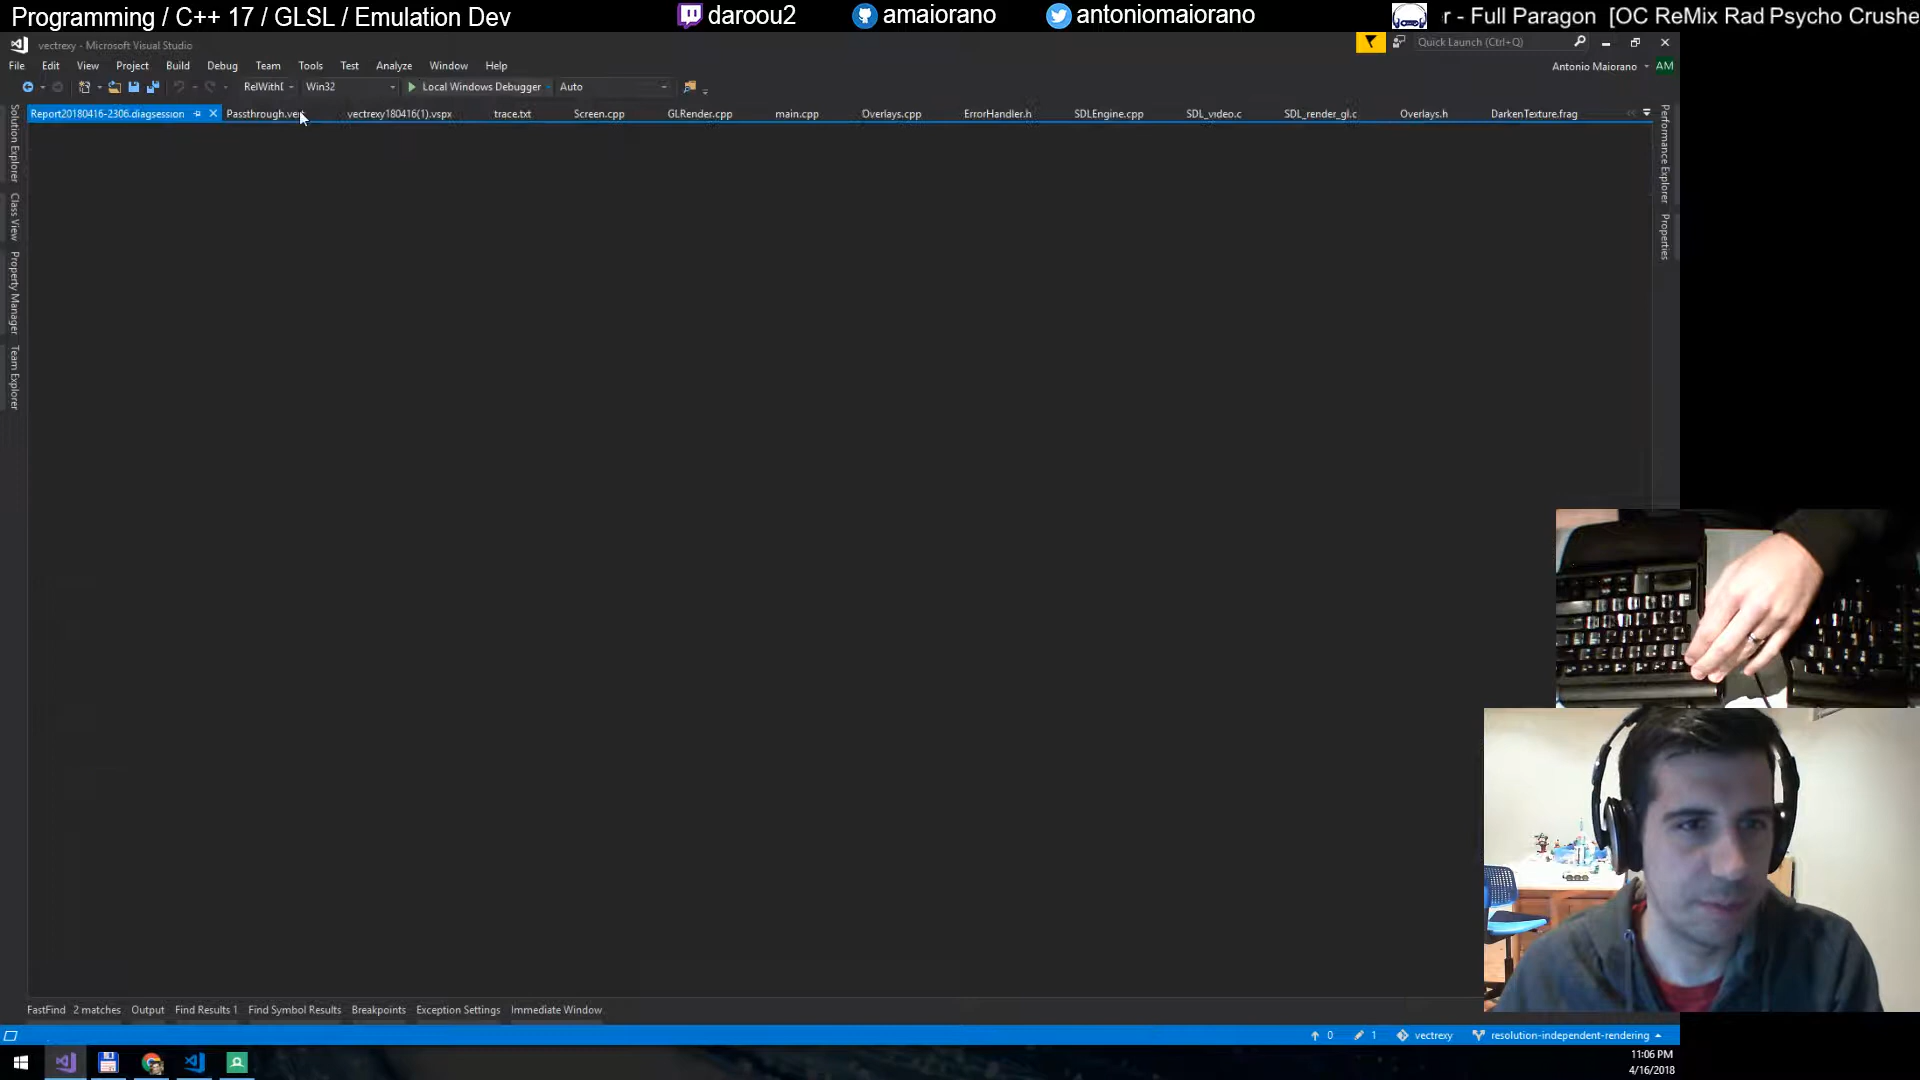 Programming / C++ 17 / GLSL / Emulation Dev daroou2 amaiorano antoniomaiorano r - Full Paragon [OC ReMix Rad Psycho Crushe
vectrexy - Microsoft Visual Studio Quick Launch (Ctrl+Q)
File Edit View Project Build Debug Team Tools Test Analyze Window Help Antonio Maiorano AM
RelWithD Win32 Local Windows Debugger Auto
Report20180416-2306.diagsession Passthrough.ver vectrexy180416(1).vspx trace.txt Screen.cpp GLRender.cpp main.cpp Overlays.cpp ErrorHandler.h SDLEngine.cpp SDL_video.c SDL_render_gl.c Overlays.h DarkenTexture.frag
Solution Explorer
Class View
Property Manager
Team Explorer
Performance Explorer
Properties
FastFind 2 matches Output Find Results 1 Find Symbol Results Breakpoints Exception Settings Immediate Window
0 1 vectrexy resolution-independent-rendering
11:06 PM
4/16/2018